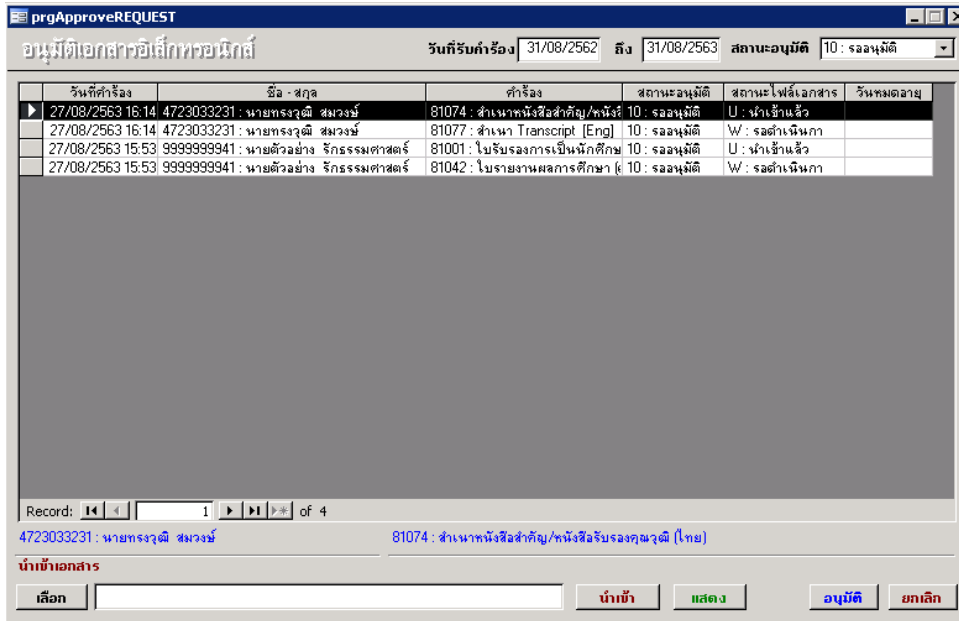 prgApproveREQUEST
อนุมัติเอกสารอิเล็กทรอนิกส์ วันที่รับคำร้อง 31/08/2562 ถึง 31/08/2563 สถานะอนุมัติ 10 : รออนุมัติ
วันที่คำร้อง ชื่อ - สกุล คำร้อง สถานะอนุมัติ สถานะไฟล์เอกสาร วันหมดอายุ
27/08/2563 16:14 4723033231 : นายทรงวุฒิ สมวงษ์ 81074 : สำเนาหนังสือสำคัญ/หนังสื 10 : รออนุมัติ U : นำเข้าแล้ว
27/08/2563 16:14 4723033231 : นายทรงวุฒิ สมวงษ์ 81077 : สำเนา Transcript [Eng] 10 : รออนุมัติ W : รอดำเนินกา
27/08/2563 15:53 9999999941 : นายตัวอย่าง รักธรรมศาสตร์ 81001 : ใบรับรองการเป็นนักศึกษ 10 : รออนุมัติ U : นำเข้าแล้ว
27/08/2563 15:53 9999999941 : นายตัวอย่าง รักธรรมศาสตร์ 81042 : ใบรายงานผลการศึกษา 10 : รออนุมัติ W : รอดำเนินกา
Record: 1 of 4
4723033231 : นายทรงวุฒิ สมวงษ์ 81074 : สำเนาหนังสือสำคัญ/หนังสือรับรองคุณวุฒิ (ไทย)
นำเข้าเอกสาร
เลือก นำเข้า แสดง อนุมัติ ยกเลิก